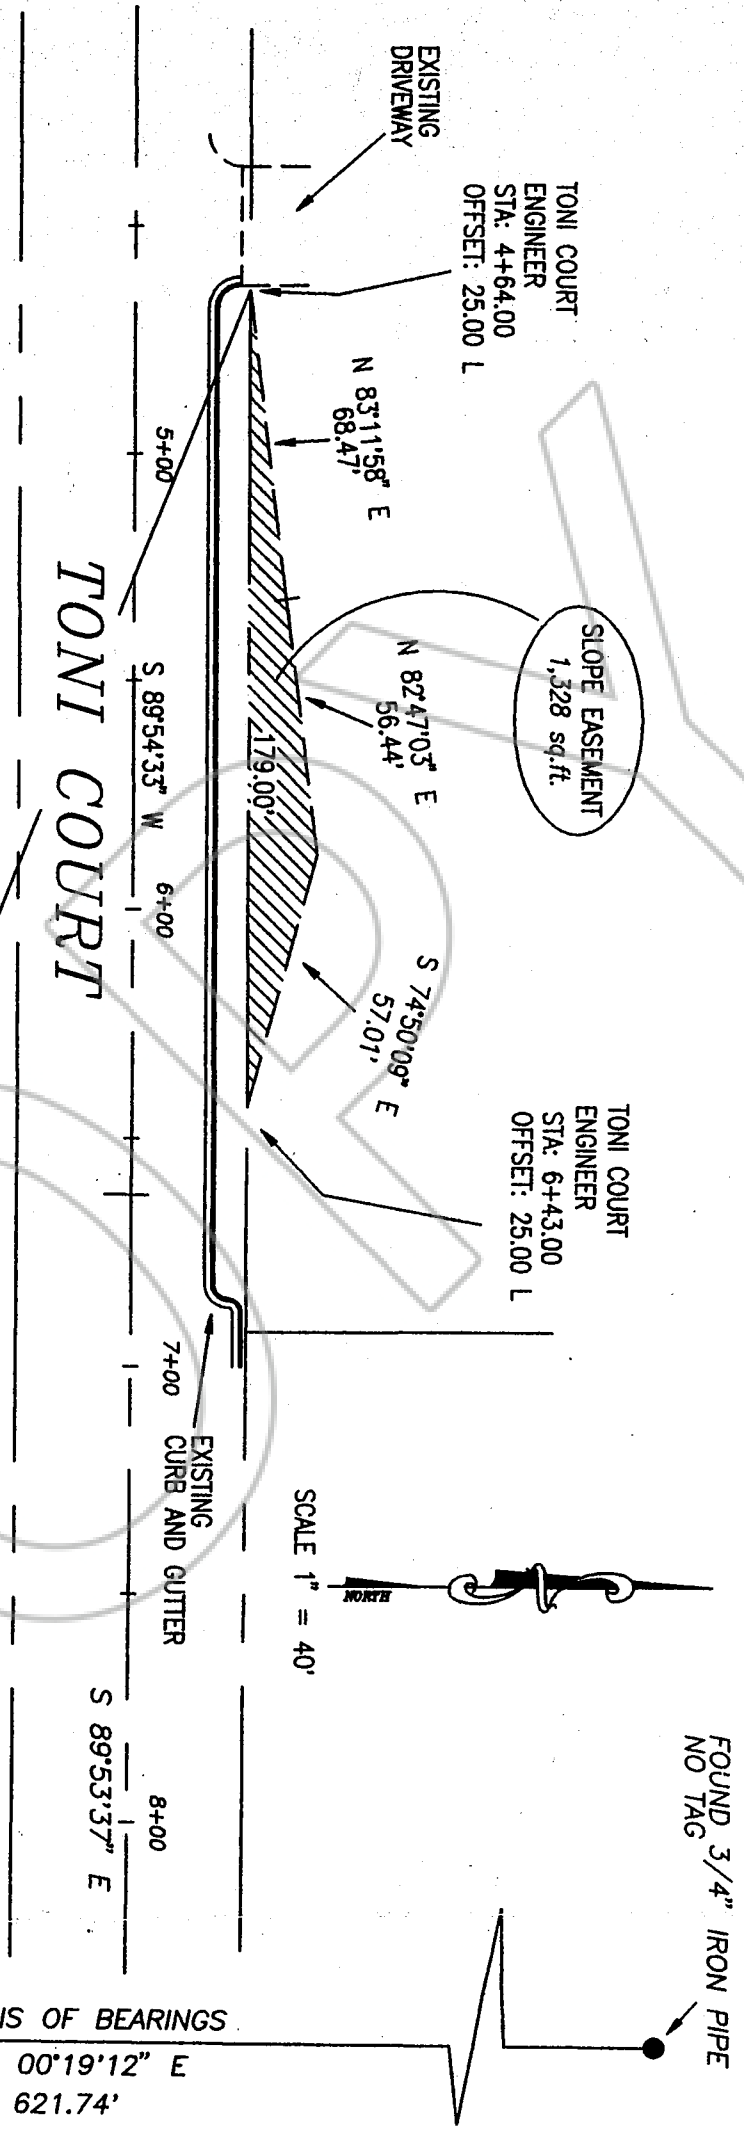 EXISTING
DRIVEWAY
TONI COURT
ENGINEER
STA: 4+64.00
OFFSET: 25.00 L
N 83°11'58" E
68.47'
SLOPE EASEMENT
1,328 sq.ft.
N 82°47'03" E
56.44'
S 74°50'09" E
57.01'
TONI COURT
ENGINEER
STA: 6+43.00
OFFSET: 25.00 L
179.00'
5+00
S 89°54'33" W
6+00
7+00
8+00
TONI COURT
EXISTING
CURB AND GUTTER
SCALE 1" = 40'
NORTH
S 89°53'37" E
FOUND 3/4" IRON PIPE
NO TAG
IS OF BEARINGS
00°19'12" E
621.74'